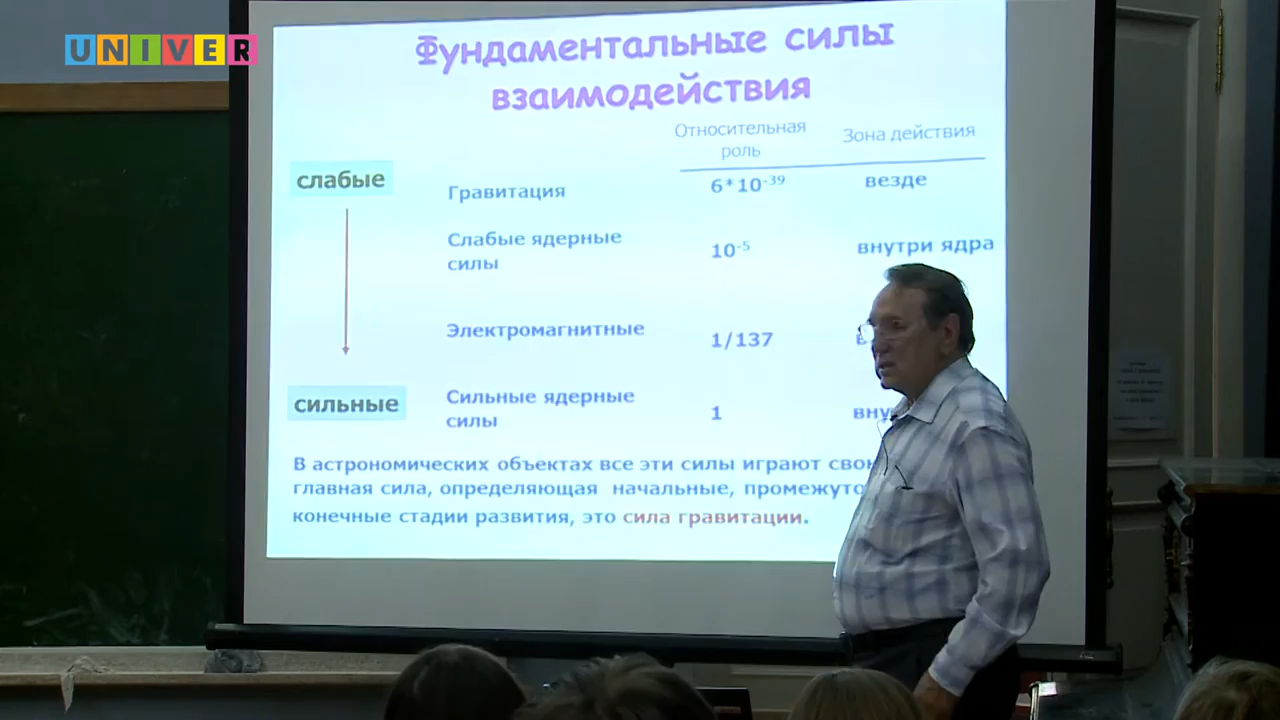 UNIVER
Фундаментальные силы
взаимодействия
Относительная
роль
Зона действия
слабые
Гравитация
6*10-39
везде
Слабые ядерные
силы
10-5
внутри ядра
Электромагнитные
1/137
сильные
Сильные ядерные
силы
1
В астрономических объектах все эти силы играют
главная сила, определяющая начальные,
конечные стадии развития, это сила гравитации.